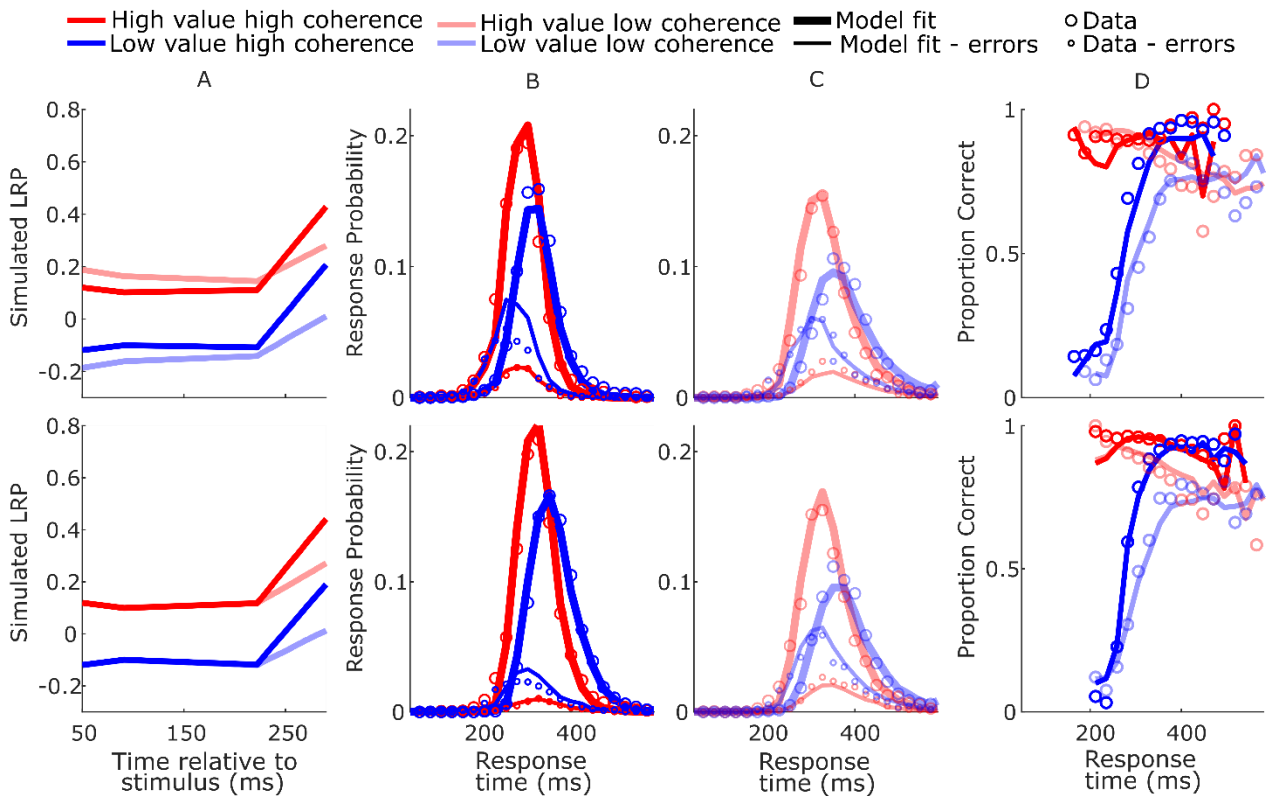 High value high coherence
High value low coherence
Model fit
Data
Low value high coherence
Low value low coherence
Model fit - errors
Data - errors
A
B
C
D
Simulated LRP
0.8
0.6
0.4
0.2
0
-0.2
Response Probability
0.2
0.1
0
0.2
0.1
0
Proportion Correct
1
0.5
0
Simulated LRP
0.8
0.6
0.4
0.2
0
-0.2
50
150
250
Time relative to
stimulus (ms)
Response Probability
0.2
0.1
0
200
400
Response
time (ms)
0.2
0.1
0
200
400
Response
time (ms)
Proportion Correct
1
0.5
0
200
400
Response
time (ms)